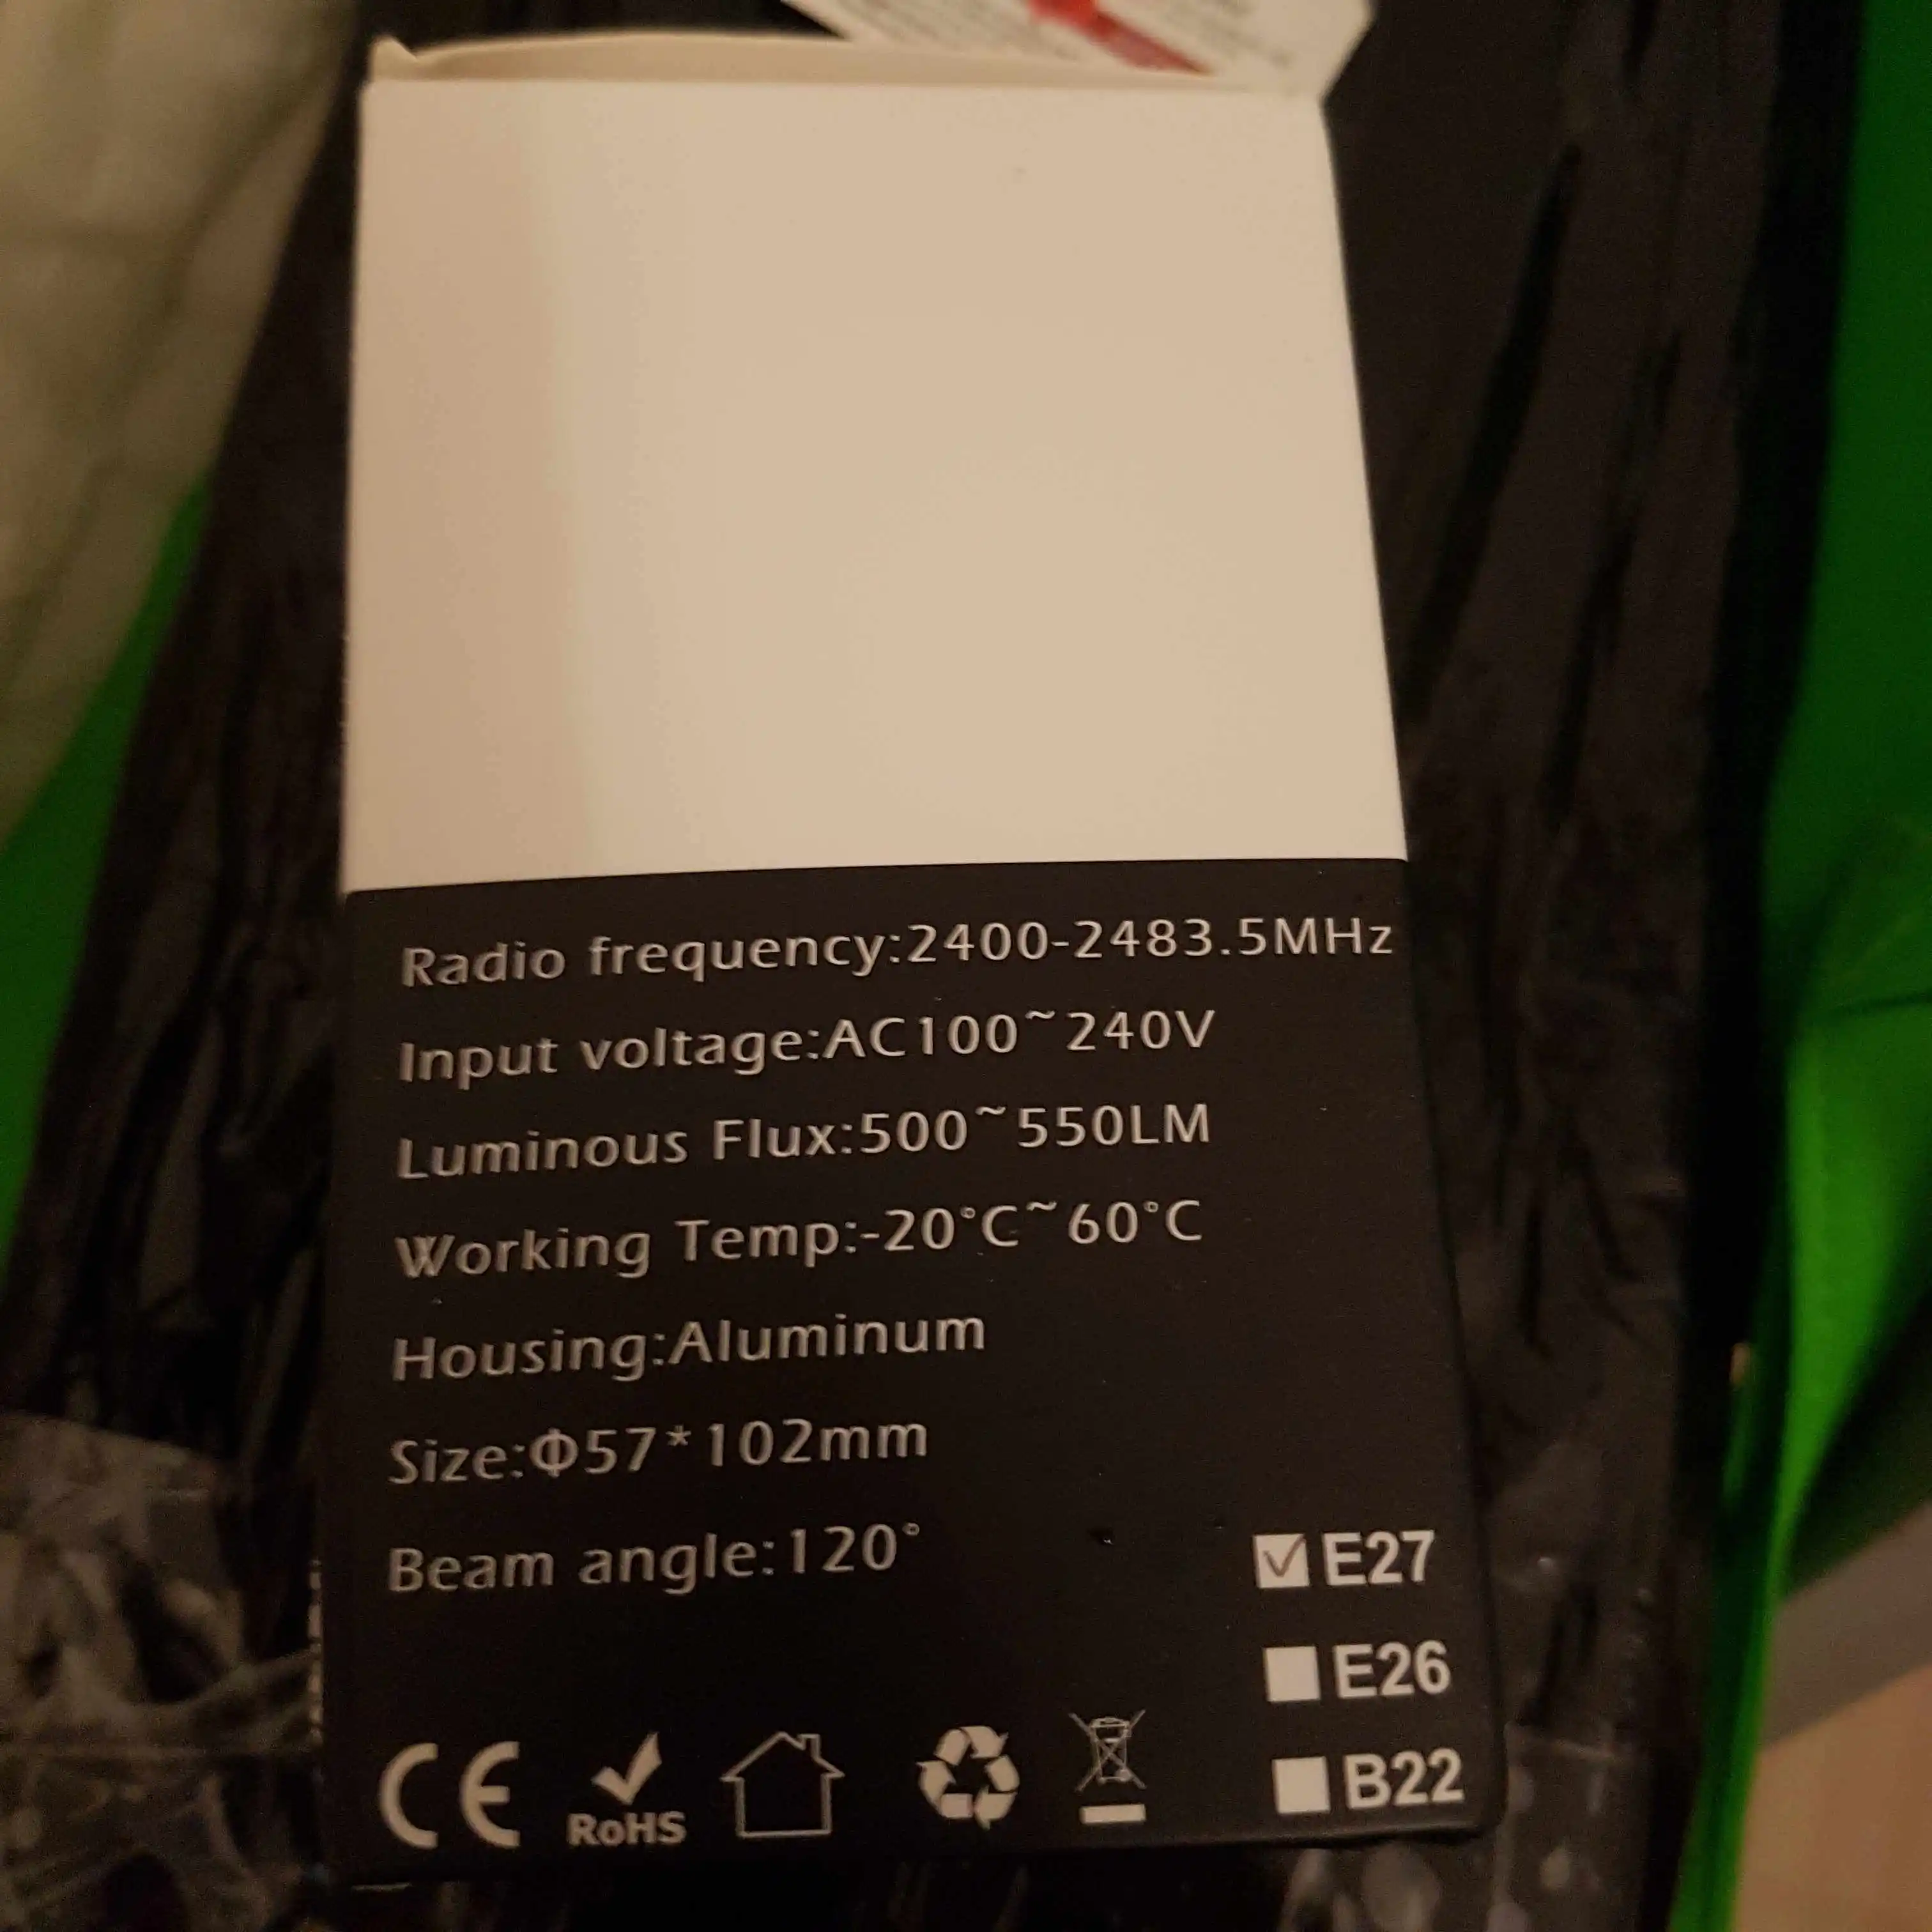 Radio frequency:2400-2483.5MHz
Input voltage:AC100~240V
Luminous Flux:500~550LM
Working Temp:-20°C~60°C
Housing:Aluminum
Size:Φ57*102mm
Beam angle:120°
E27
E26
B22
CE
RoHS